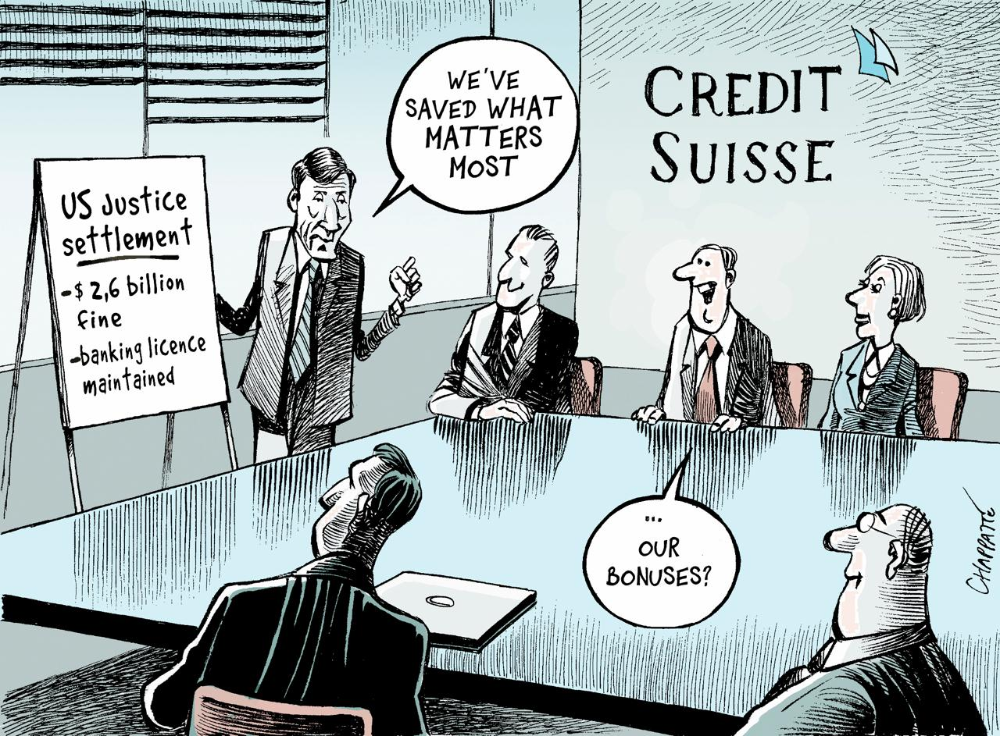 WE'VE
SAVED WHAT
MATTERS
MOST
CREDIT
SUISSE
US Justice
settlement
-$ 2,6 billion
fine
-banking licence
maintained
...
OUR
BONUSES?
CHAPPATTE